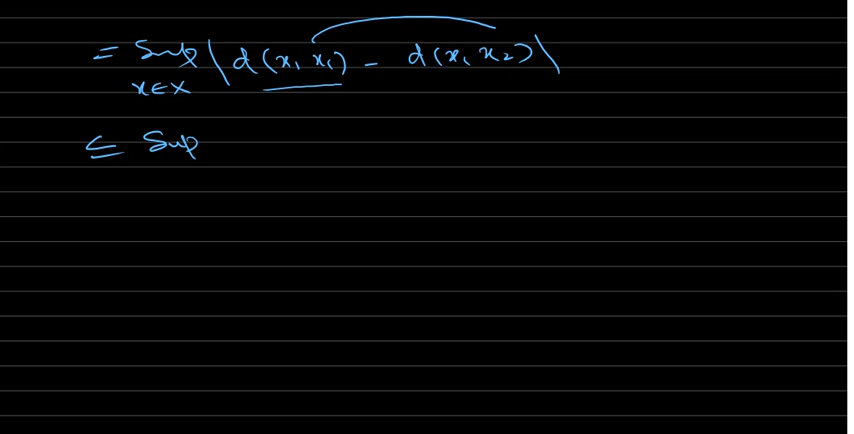 = Sup | d(x, x₁) - d(x, x₂) |
x ∈ X
≤ Sup